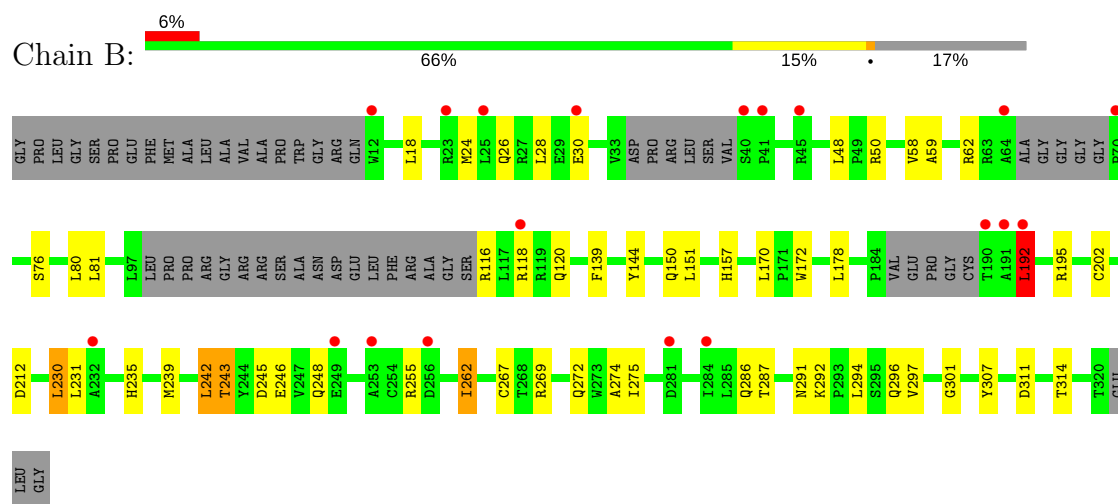 6%
Chain B:
66% 15% • 17%
GLY PRO LEU GLY SER PRO GLU PHE MET ALA LEU ALA VAL ALA PRO TRP GLY ARG GLN W12 L18 R23 M24 L25 Q26 R27 L28 E29 E30 V33 ASP PRO ARG LEU SER VAL S40 P41 R45 L48 P49 R50 V58 A59 R62 R63 A64 ALA GLY GLY GLY GLY
S76 L80 L81 L97 LEU PRO PRO ARG GLY ARG ARG SER ALA ASN ASP GLU LEU PHE ARG ALA GLY SER R116 L117 R118 R119 Q120 F139 Y144 Q150 L151 H157 L170 P171 W172 L178 P184 VAL GLU PRO GLY CYS T190 A191 L192 R195 C202
D212 L230 L231 A232 H235 M239 L242 T243 Y244 D245 E246 V247 Q248 E249 A253 C254 R255 D256 I262 C267 T268 R269 Q272 W273 A274 I275 D281 I284 L285 Q286 T287 N291 K292 P293 L294 S295 Q296 V297 G301 Y307 D311 T314 T320 GLU
LEU GLY